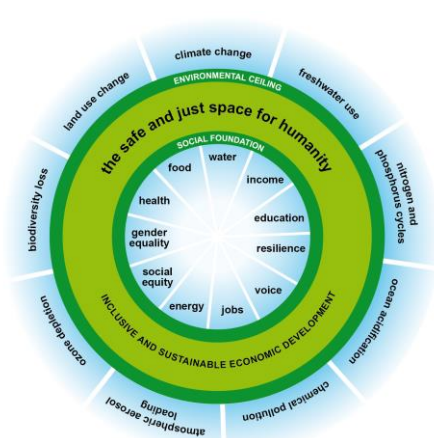 climate change
freshwater use
nitrogen and
phosphorus cycles
ocean acidification
chemical pollution
atmospheric aerosol
loading
ozone depletion
biodiversity loss
land use change
ENVIRONMENTAL CEILING
the safe and just space for humanity
SOCIAL FOUNDATION
water
income
education
resilience
voice
jobs
energy
social
equity
gender
equality
health
food
INCLUSIVE AND SUSTAINABLE ECONOMIC DEVELOPMENT